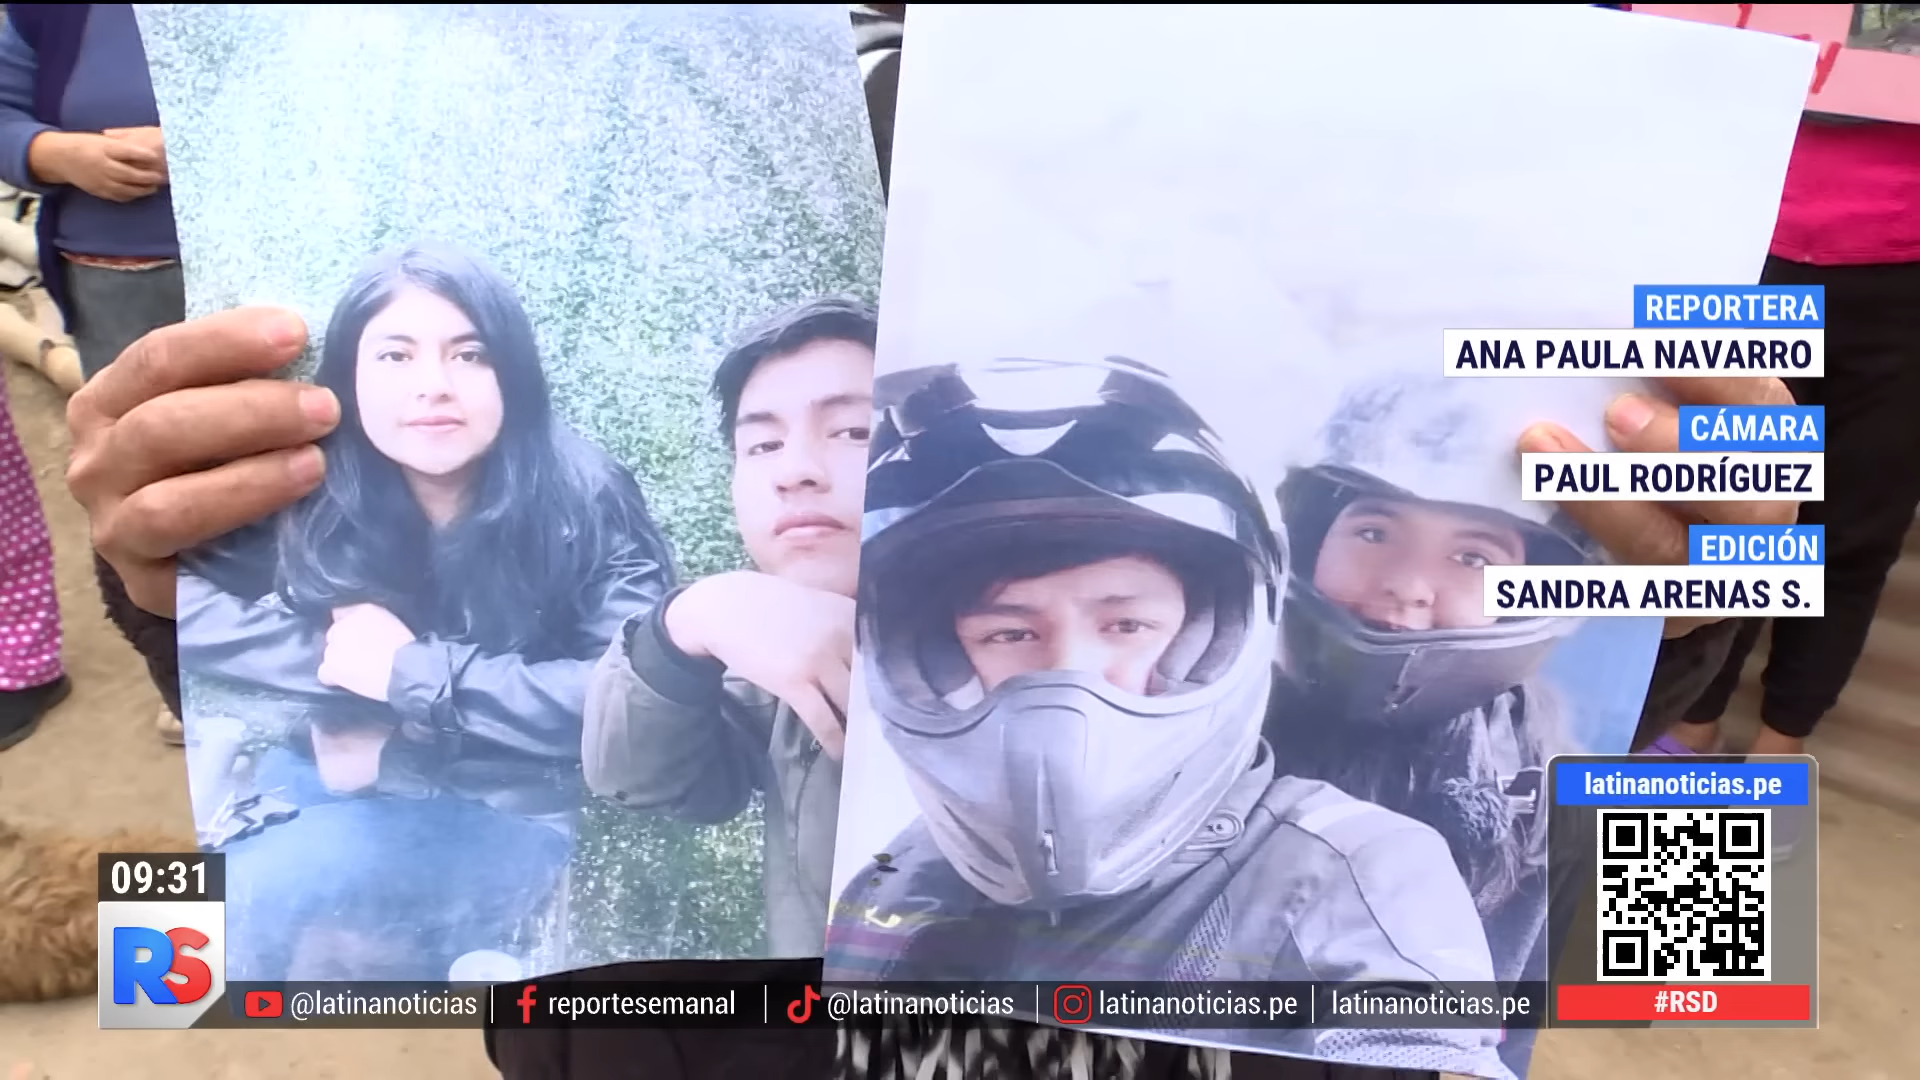 REPORTERA
ANA PAULA NAVARRO
CÁMARA
PAUL RODRÍGUEZ
EDICIÓN
SANDRA ARENAS S.
latinanoticias.pe
09:31
RS
@latinanoticias
reportesemanal
@latinanoticias
latinanoticias.pe
latinanoticias.pe
#RSD